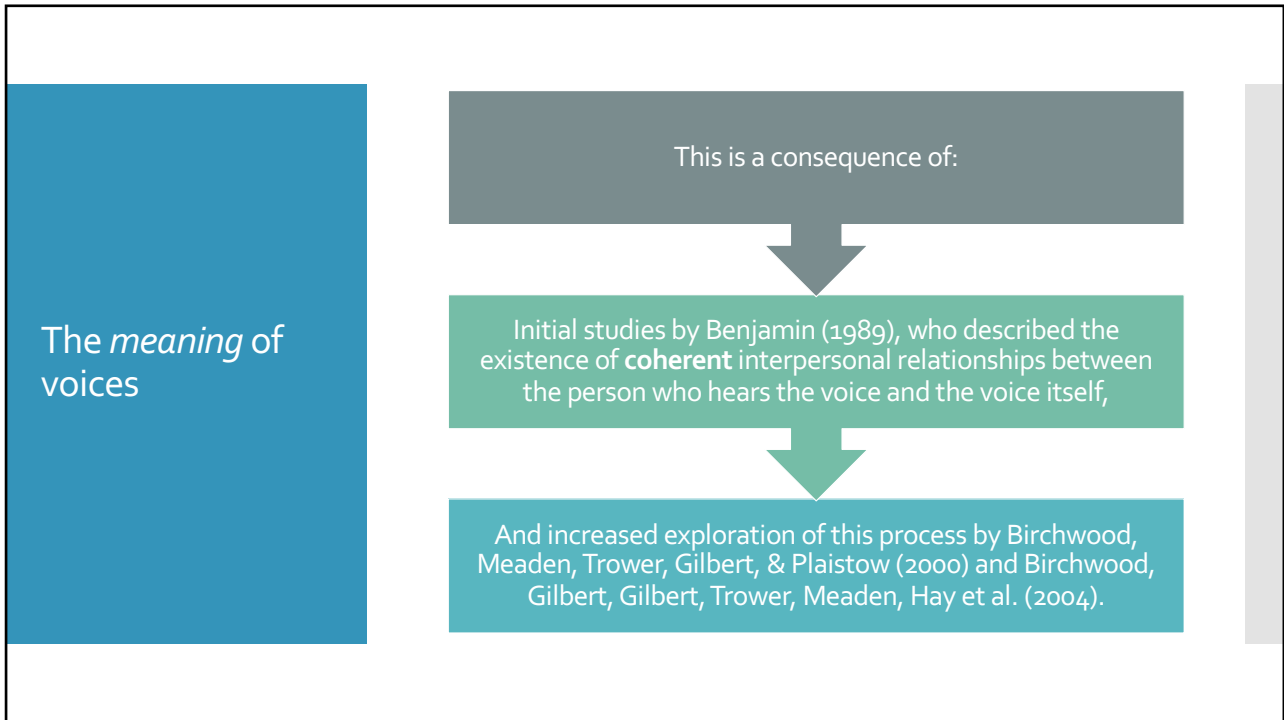 The meaning of
voices
This is a consequence of:
Initial studies by Benjamin (1989), who described the
existence of coherent interpersonal relationships between
the person who hears the voice and the voice itself,
And increased exploration of this process by Birchwood,
Meaden, Trower, Gilbert, & Plaistow (2000) and Birchwood,
Gilbert, Gilbert, Trower, Meaden, Hay et al. (2004).